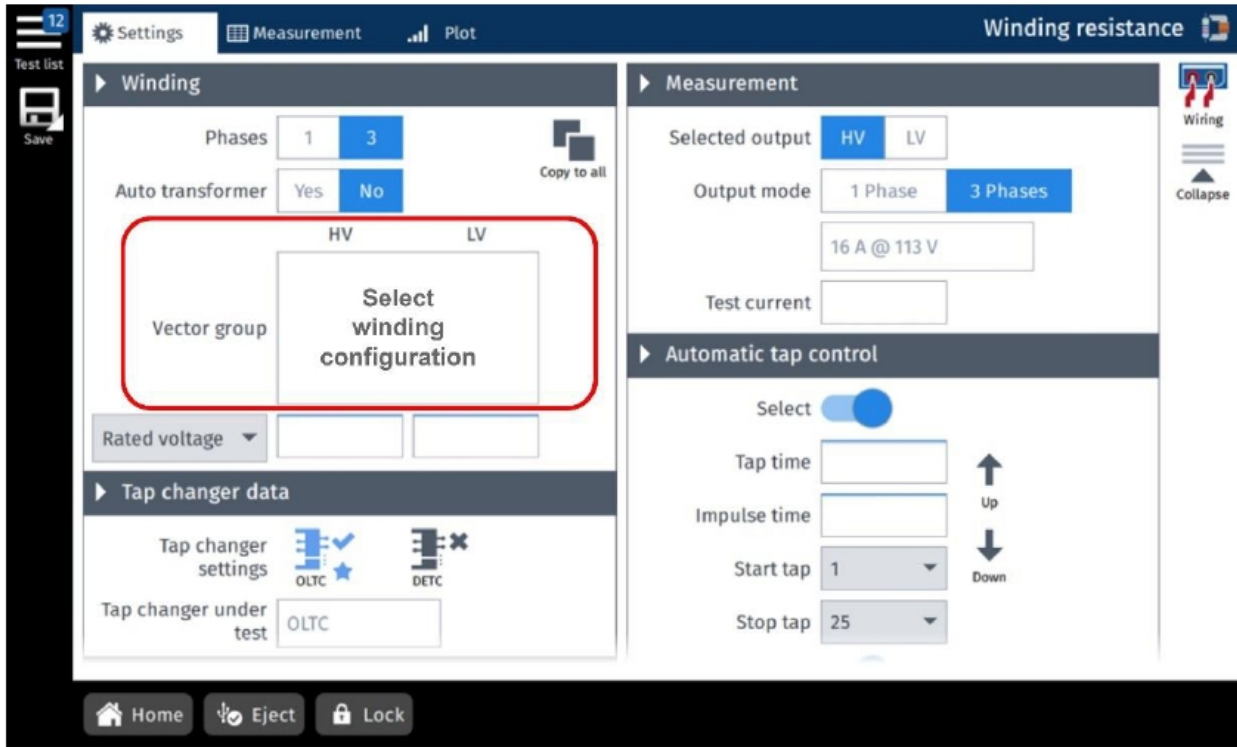 12
Test list
Save
Settings
Measurement
Plot
Winding resistance
Winding
Phases 1 3
Copy to all
Auto transformer Yes No
HV LV
Vector group
Select
winding
configuration
Rated voltage
Tap changer data
Tap changer
settings
OLTC
DETC
Tap changer under
test
OLTC
Measurement
Selected output HV LV
Output mode 1 Phase 3 Phases
16 A @ 113 V
Test current
Automatic tap control
Select
Tap time
Impulse time
Up
Start tap 1
Down
Stop tap 25
Wiring
Collapse
Home
Eject
Lock